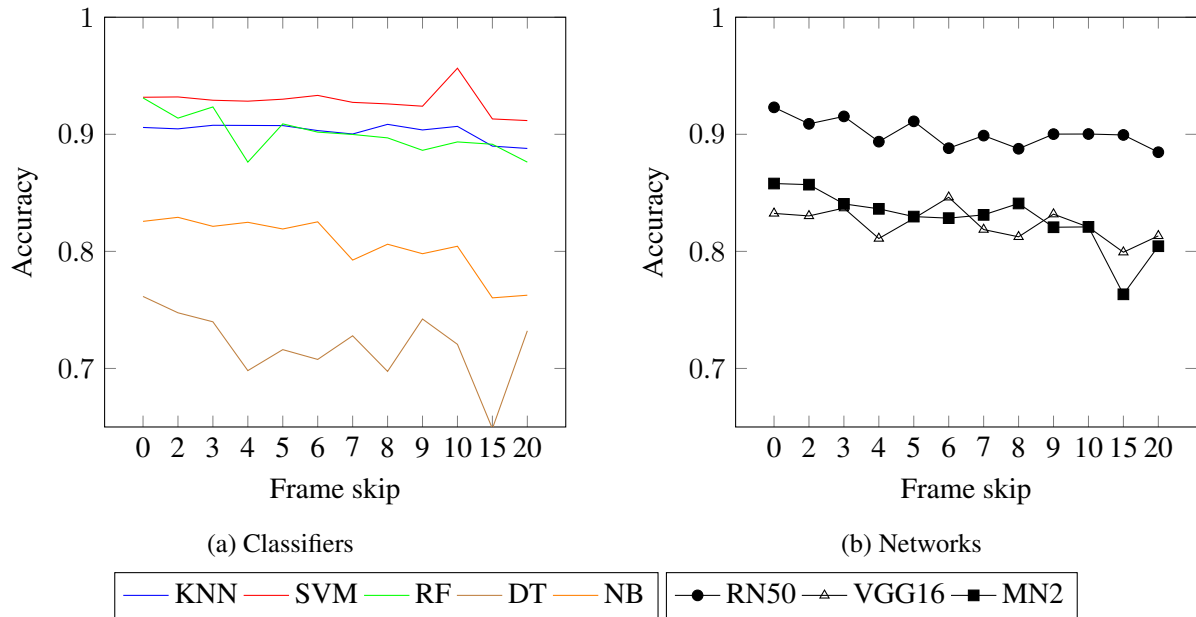 1
0.9
0.8
0.7
Accuracy
0 2 3 4 5 6 7 8 9 10 15 20
Frame skip
(a) Classifiers
1
0.9
0.8
0.7
Accuracy
0 2 3 4 5 6 7 8 9 10 15 20
Frame skip
(b) Networks
KNN SVM RF DT NB
RN50 VGG16 MN2